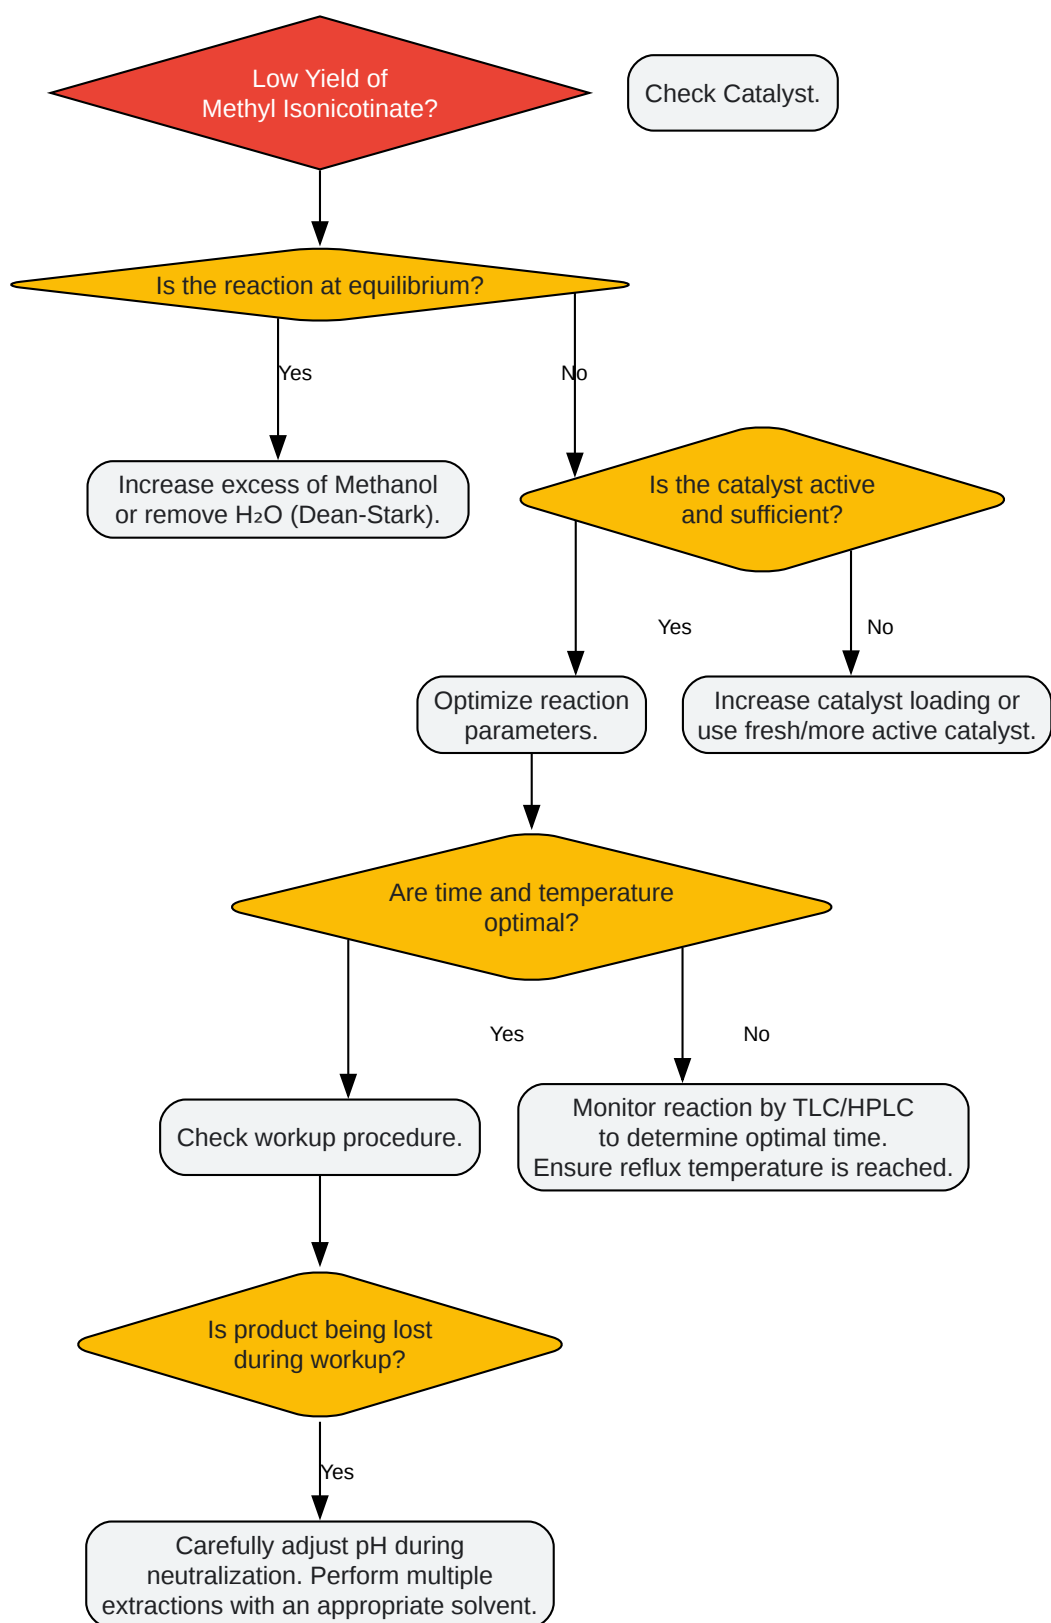 Low Yield of
Methyl Isonicotinate?
Check Catalyst.
Is the reaction at equilibrium?
Yes
No
Increase excess of Methanol
or remove H₂O (Dean-Stark).
Is the catalyst active
and sufficient?
Yes
No
Optimize reaction
parameters.
Increase catalyst loading or
use fresh/more active catalyst.
Are time and temperature
optimal?
Yes
No
Check workup procedure.
Monitor reaction by TLC/HPLC
to determine optimal time.
Ensure reflux temperature is reached.
Is product being lost
during workup?
Yes
Carefully adjust pH during
neutralization. Perform multiple
extractions with an appropriate solvent.